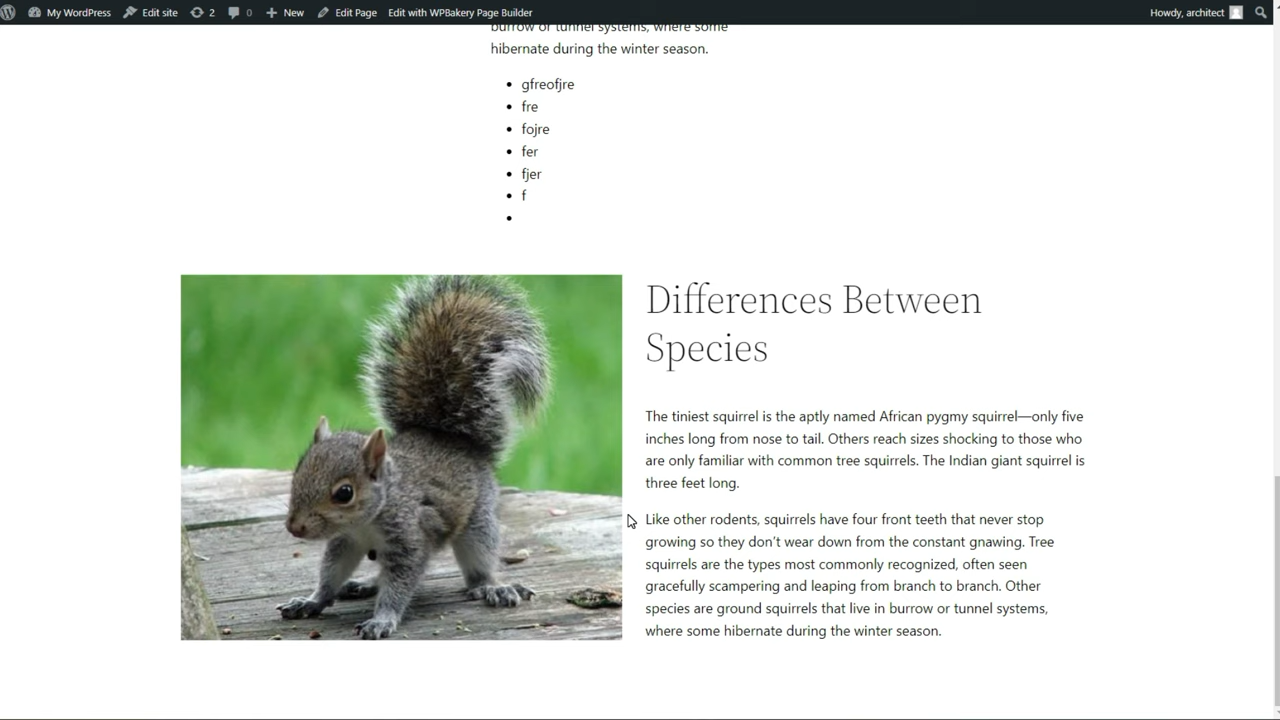 My WordPress Edit site 2 0 New Edit Page Edit with WPBakery Page Builder Howdy, architect
burrow or tunnel systems, where some
hibernate during the winter season.
• gfreofjre
• fre
• fojre
• fer
• fjer
• f
•
Differences Between
Species
The tiniest squirrel is the aptly named African pygmy squirrel—only five
inches long from nose to tail. Others reach sizes shocking to those who
are only familiar with common tree squirrels. The Indian giant squirrel is
three feet long.
Like other rodents, squirrels have four front teeth that never stop
growing so they don’t wear down from the constant gnawing. Tree
squirrels are the types most commonly recognized, often seen
gracefully scampering and leaping from branch to branch. Other
species are ground squirrels that live in burrow or tunnel systems,
where some hibernate during the winter season.